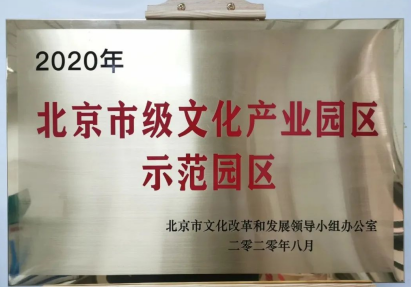 2020年
北京市级文化产业园区
示范园区
北京市文化改革和发展领导小组办公室
二零二零年八月